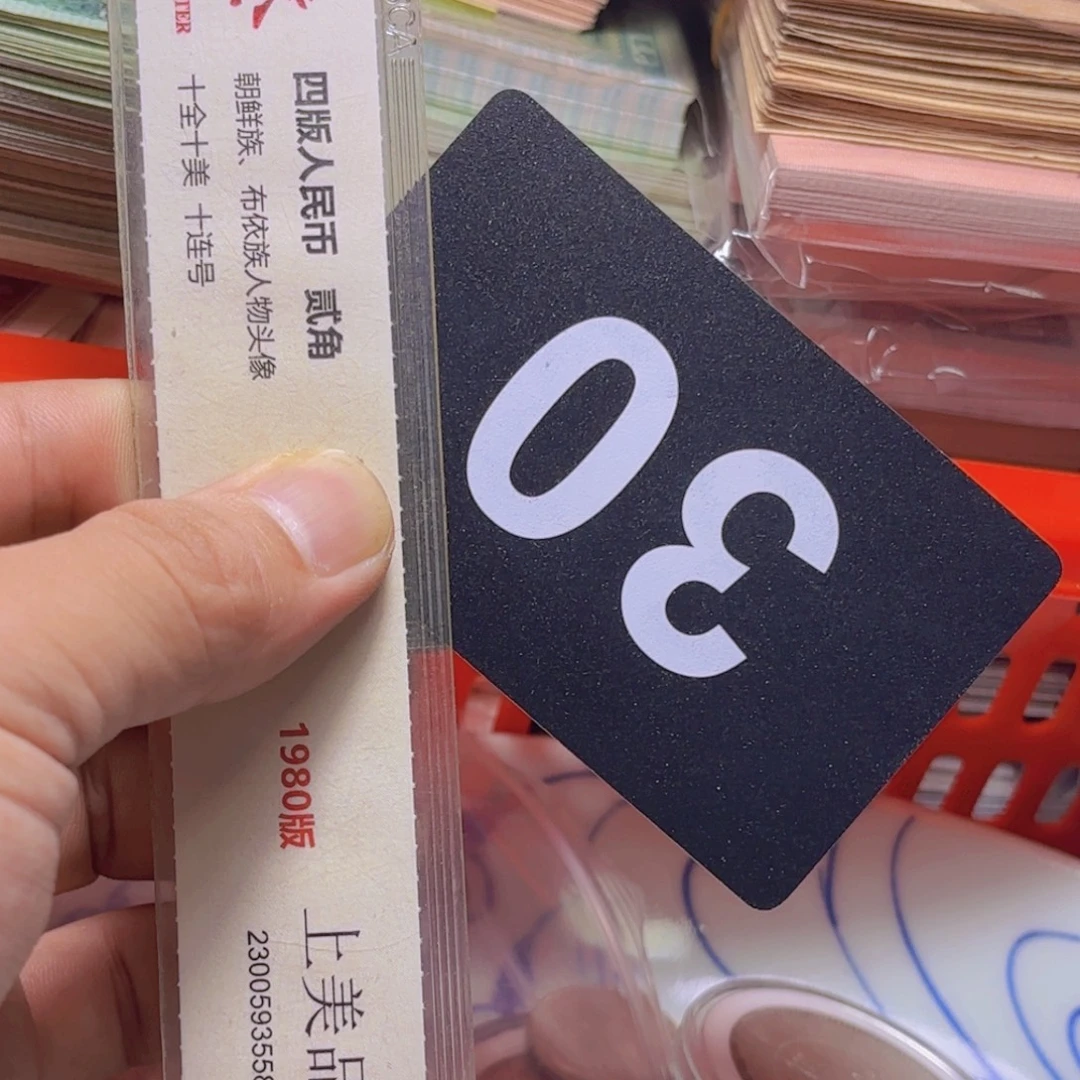 四版人民币 贰角
朝鲜族、布依族人物头像
十全十美 十连号
1980版
上美品
2300593558
30